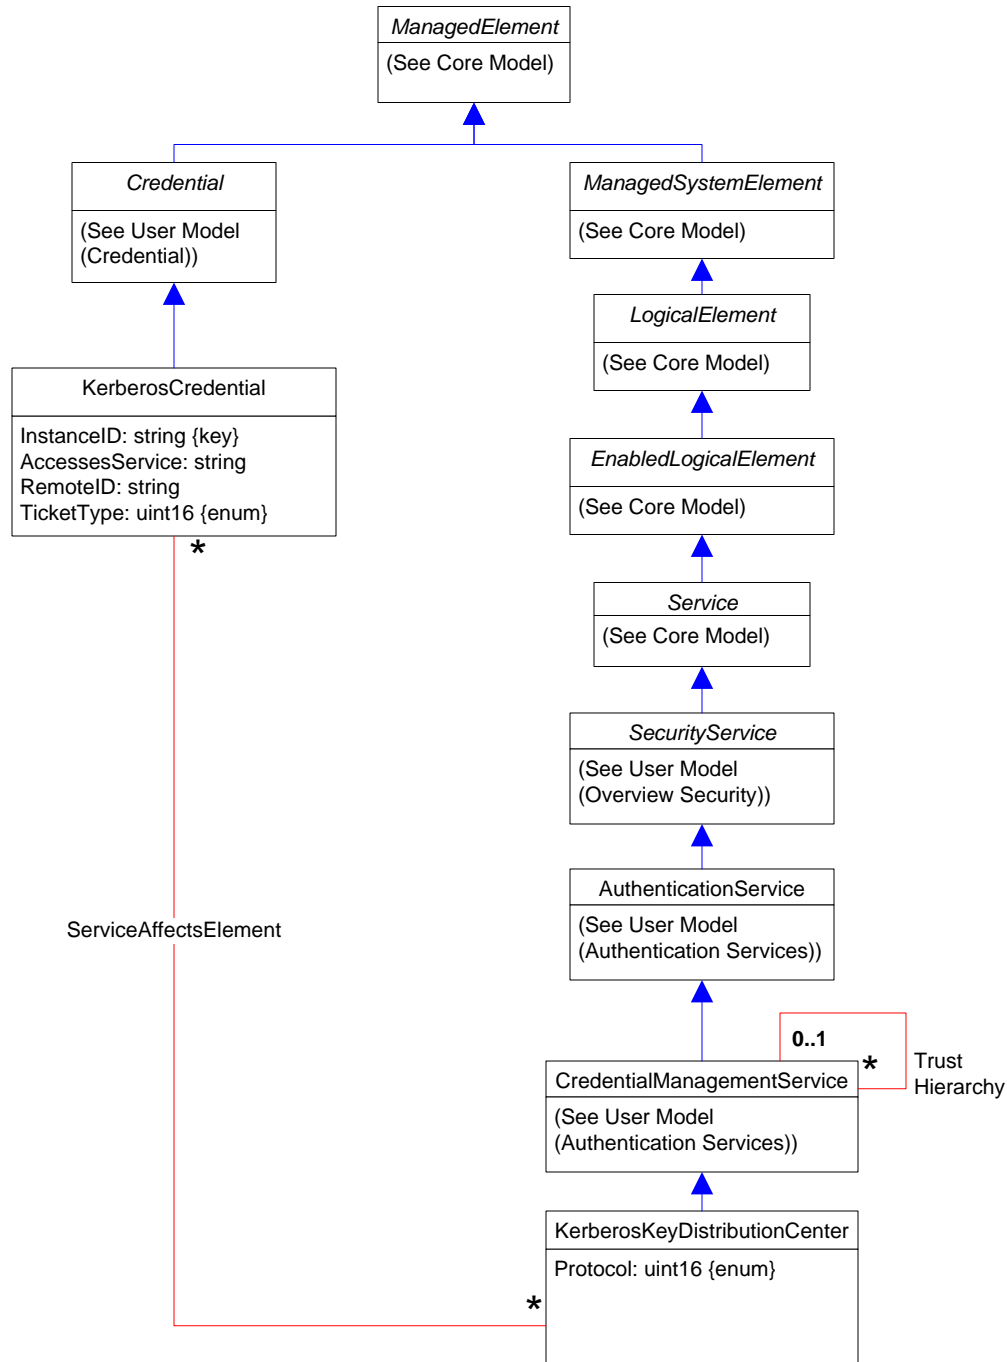 ManagedElement
(See Core Model)
Credential
(See User Model
(Credential))
ManagedSystemElement
(See Core Model)
LogicalElement
(See Core Model)
KerberosCredential
InstanceID: string {key}
AccessesService: string
RemoteID: string
TicketType: uint16 {enum}
*
EnabledLogicalElement
(See Core Model)
Service
(See Core Model)
SecurityService
(See User Model
(Overview Security))
AuthenticationService
(See User Model
(Authentication Services))
ServiceAffectsElement
0..1
*
Trust
Hierarchy
CredentialManagementService
(See User Model
(Authentication Services))
KerberosKeyDistributionCenter
Protocol: uint16 {enum}
*